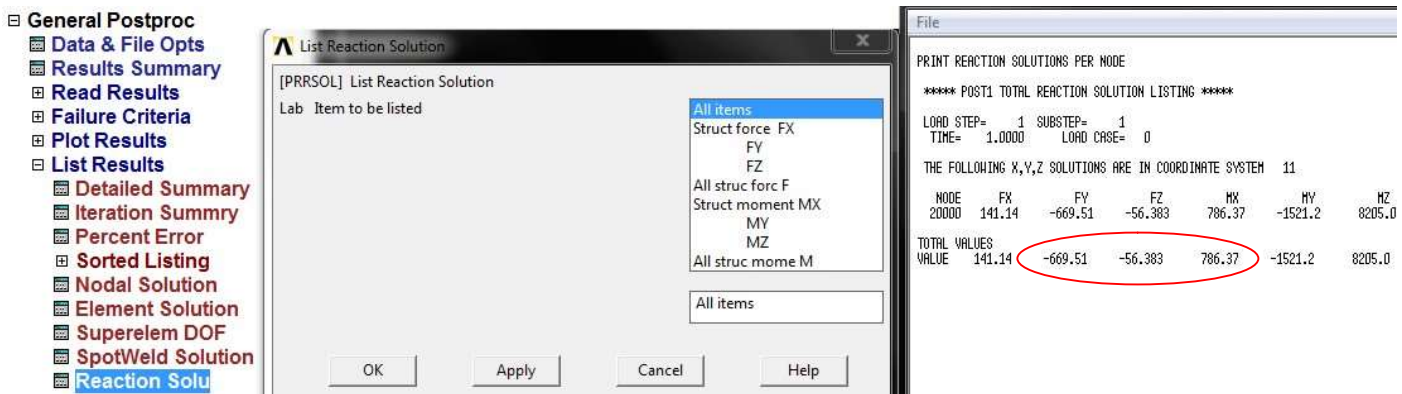 General Postproc
Data & File Opts
Results Summary
Read Results
Failure Criteria
Plot Results
List Results
Detailed Summary
Iteration Summry
Percent Error
Sorted Listing
Nodal Solution
Element Solution
Superelem DOF
SpotWeld Solution
Reaction Solu
List Reaction Solution
[PRRSOL] List Reaction Solution
Lab Item to be listed
All items
Struct force FX
FY
FZ
All struc forc F
Struct moment MX
MY
MZ
All struc mome M
All items
OK Apply Cancel Help
File
PRINT REACTION SOLUTIONS PER NODE
***** POST1 TOTAL REACTION SOLUTION LISTING *****
LOAD STEP= 1 SUBSTEP= 1
TIME= 1.0000 LOAD CASE= 0
THE FOLLOWING X,Y,Z SOLUTIONS ARE IN COORDINATE SYSTEM 11
NODE FX FY FZ MX MY MZ
20000 141.14 -669.51 -56.383 786.37 -1521.2 8205.0
TOTAL VALUES
VALUE 141.14 -669.51 -56.383 786.37 -1521.2 8205.0